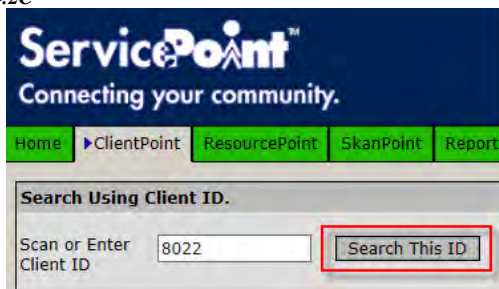 ServicePoint™
Connecting your community.
Home ▶ClientPoint ResourcePoint SkanPoint Report
Search Using Client ID.
Scan or Enter Client ID 8022 Search This ID